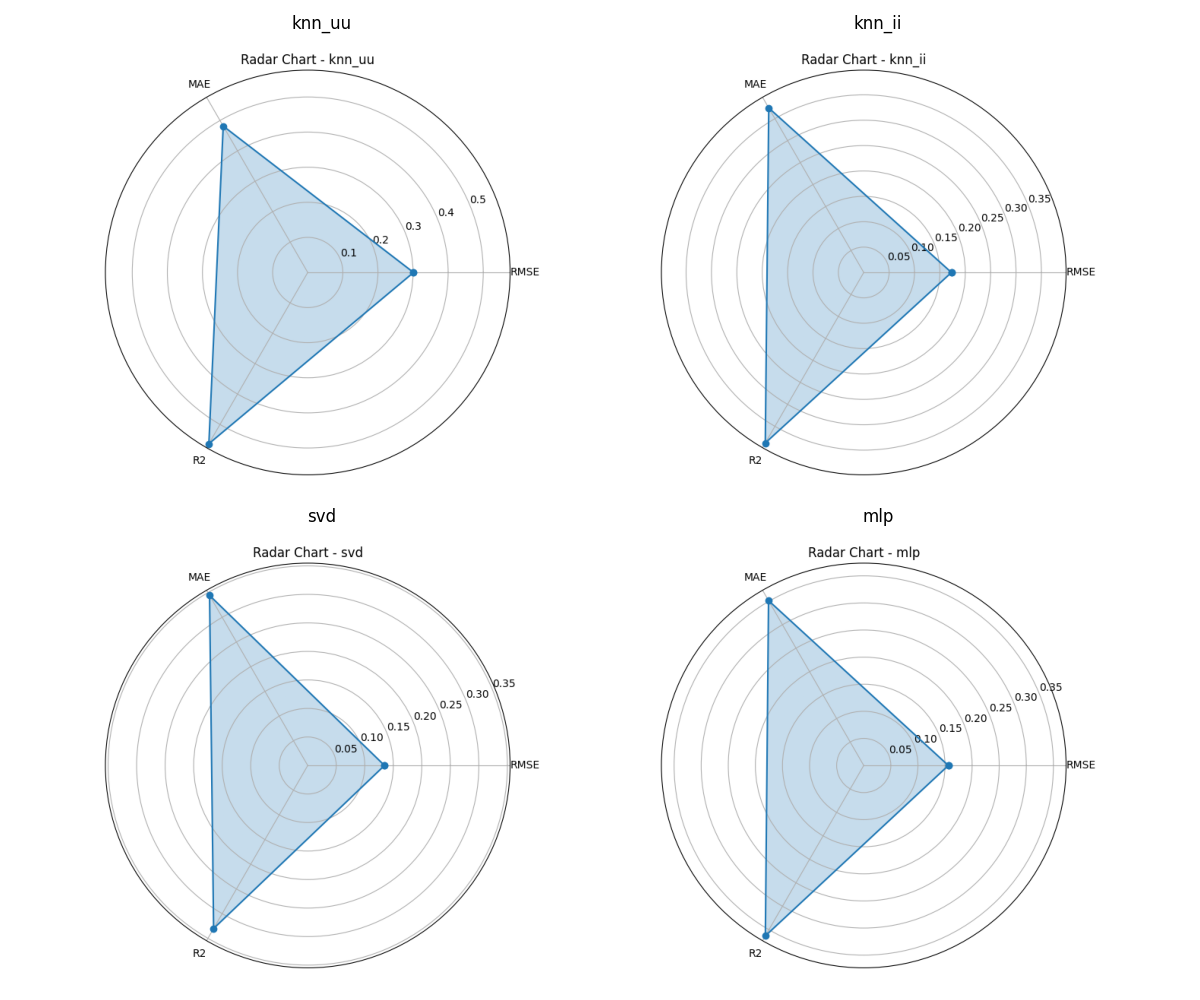 knn_uu
Radar Chart - knn_uu
MAE
0.5
0.4
0.3
0.2
0.1
RMSE
R2
knn_ii
Radar Chart - knn_ii
MAE
0.35
0.30
0.25
0.20
0.15
0.10
0.05
RMSE
R2
svd
Radar Chart - svd
MAE
0.35
0.30
0.25
0.20
0.15
0.10
0.05
RMSE
R2
mlp
Radar Chart - mlp
MAE
0.35
0.30
0.25
0.20
0.15
0.10
0.05
RMSE
R2